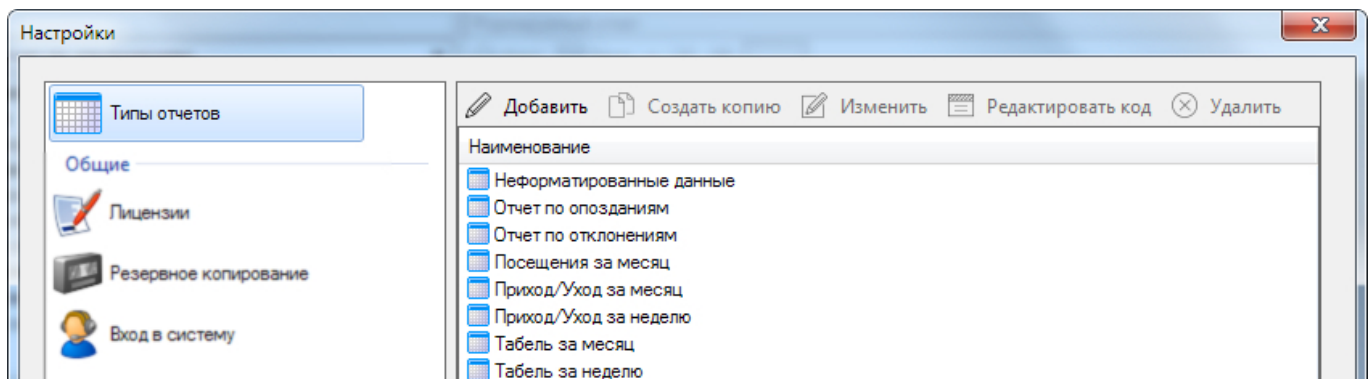 Настройки
Типы отчетов
Общие
Лицензии
Резервное копирование
Вход в систему
Добавить Создать копию Изменить Редактировать код Удалить
Наименование
Неформатированные данные
Отчет по опозданиям
Отчет по отклонениям
Посещения за месяц
Приход/Уход за месяц
Приход/Уход за неделю
Табель за месяц
Табель за неделю